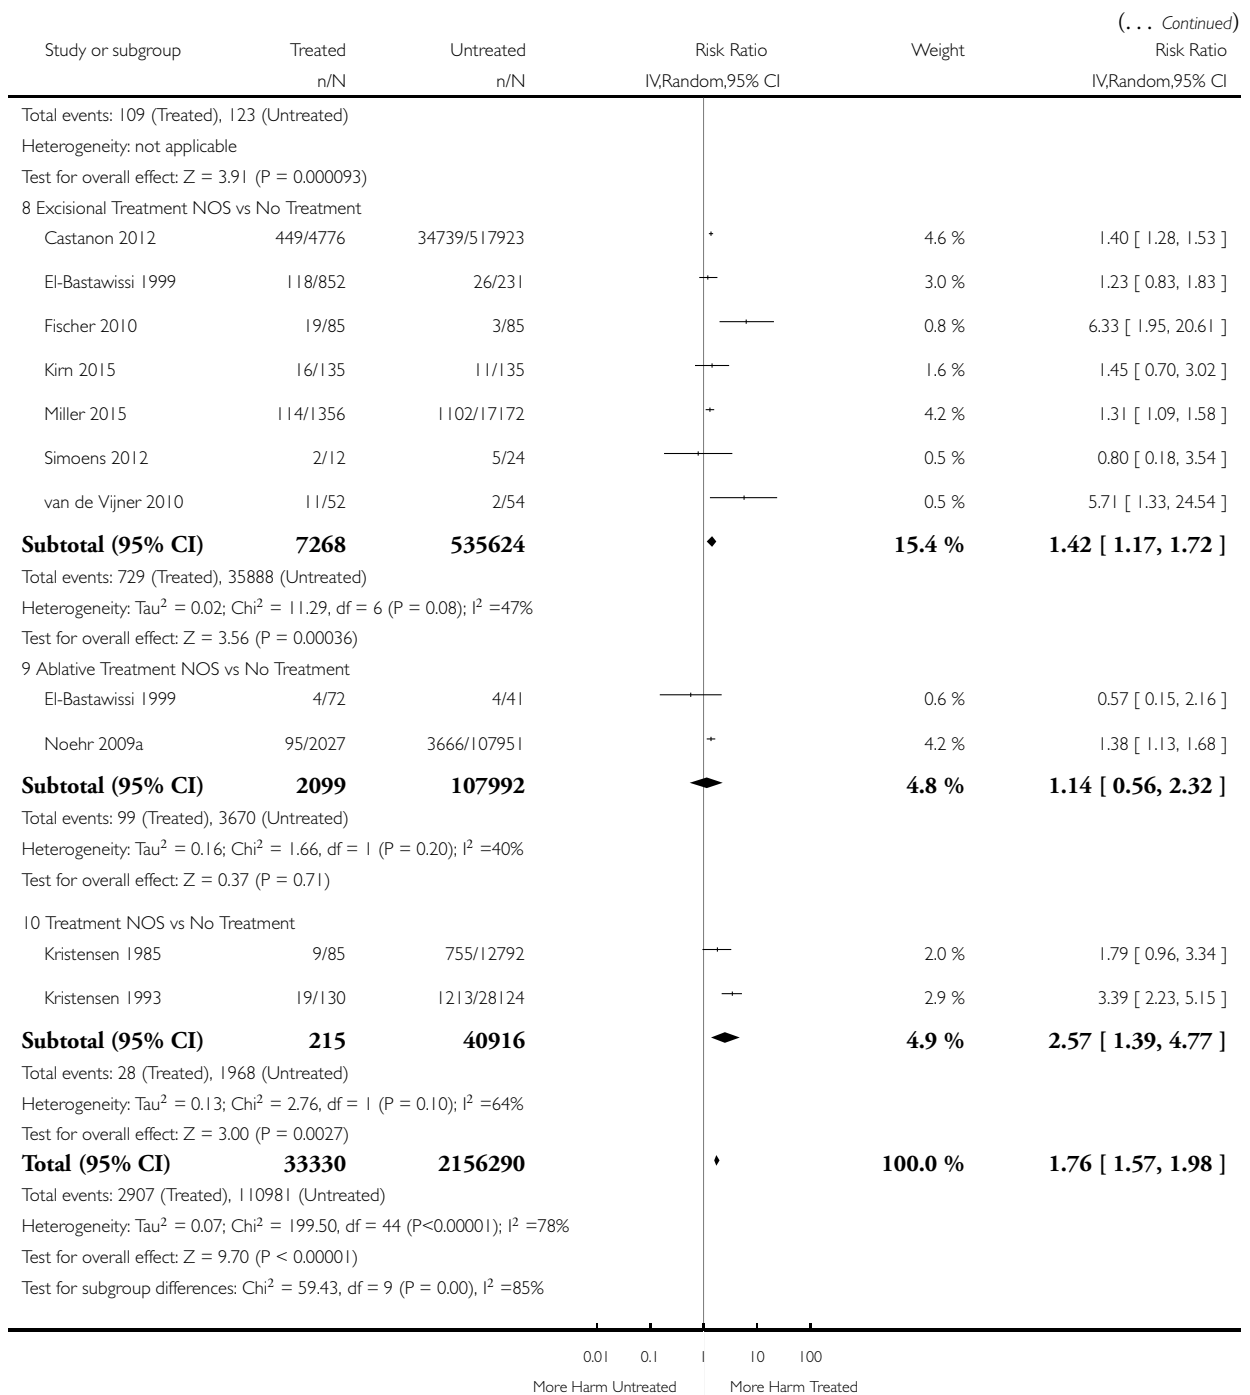 (... Continued)
Study or subgroup Treated Untreated Risk Ratio Weight Risk Ratio
n/N n/N IV,Random,95% CI IV,Random,95% CI
Total events: 109 (Treated), 123 (Untreated)
Heterogeneity: not applicable
Test for overall effect: Z = 3.91 (P = 0.000093)
8 Excisional Treatment NOS vs No Treatment
Castanon 2012 449/4776 34739/517923 4.6 % 1.40 [ 1.28, 1.53 ]
El-Bastawissi 1999 118/852 26/231 3.0 % 1.23 [ 0.83, 1.83 ]
Fischer 2010 19/85 3/85 0.8 % 6.33 [ 1.95, 20.61 ]
Kirn 2015 16/135 11/135 1.6 % 1.45 [ 0.70, 3.02 ]
Miller 2015 114/1356 1102/17172 4.2 % 1.31 [ 1.09, 1.58 ]
Simoens 2012 2/12 5/24 0.5 % 0.80 [ 0.18, 3.54 ]
van de Vijner 2010 11/52 2/54 0.5 % 5.71 [ 1.33, 24.54 ]
Subtotal (95% CI) 7268 535624 15.4 % 1.42 [ 1.17, 1.72 ]
Total events: 729 (Treated), 35888 (Untreated)
Heterogeneity: Tau² = 0.02; Chi² = 11.29, df = 6 (P = 0.08); I² =47%
Test for overall effect: Z = 3.56 (P = 0.00036)
9 Ablative Treatment NOS vs No Treatment
El-Bastawissi 1999 4/72 4/41 0.6 % 0.57 [ 0.15, 2.16 ]
Noehr 2009a 95/2027 3666/107951 4.2 % 1.38 [ 1.13, 1.68 ]
Subtotal (95% CI) 2099 107992 4.8 % 1.14 [ 0.56, 2.32 ]
Total events: 99 (Treated), 3670 (Untreated)
Heterogeneity: Tau² = 0.16; Chi² = 1.66, df = 1 (P = 0.20); I² =40%
Test for overall effect: Z = 0.37 (P = 0.71)
10 Treatment NOS vs No Treatment
Kristensen 1985 9/85 755/12792 2.0 % 1.79 [ 0.96, 3.34 ]
Kristensen 1993 19/130 1213/28124 2.9 % 3.39 [ 2.23, 5.15 ]
Subtotal (95% CI) 215 40916 4.9 % 2.57 [ 1.39, 4.77 ]
Total events: 28 (Treated), 1968 (Untreated)
Heterogeneity: Tau² = 0.13; Chi² = 2.76, df = 1 (P = 0.10); I² =64%
Test for overall effect: Z = 3.00 (P = 0.0027)
Total (95% CI) 33330 2156290 100.0 % 1.76 [ 1.57, 1.98 ]
Total events: 2907 (Treated), 110981 (Untreated)
Heterogeneity: Tau² = 0.07; Chi² = 199.50, df = 44 (P<0.00001); I² =78%
Test for overall effect: Z = 9.70 (P < 0.00001)
Test for subgroup differences: Chi² = 59.43, df = 9 (P = 0.00), I² =85%
0.01 0.1 1 10 100
More Harm Untreated More Harm Treated